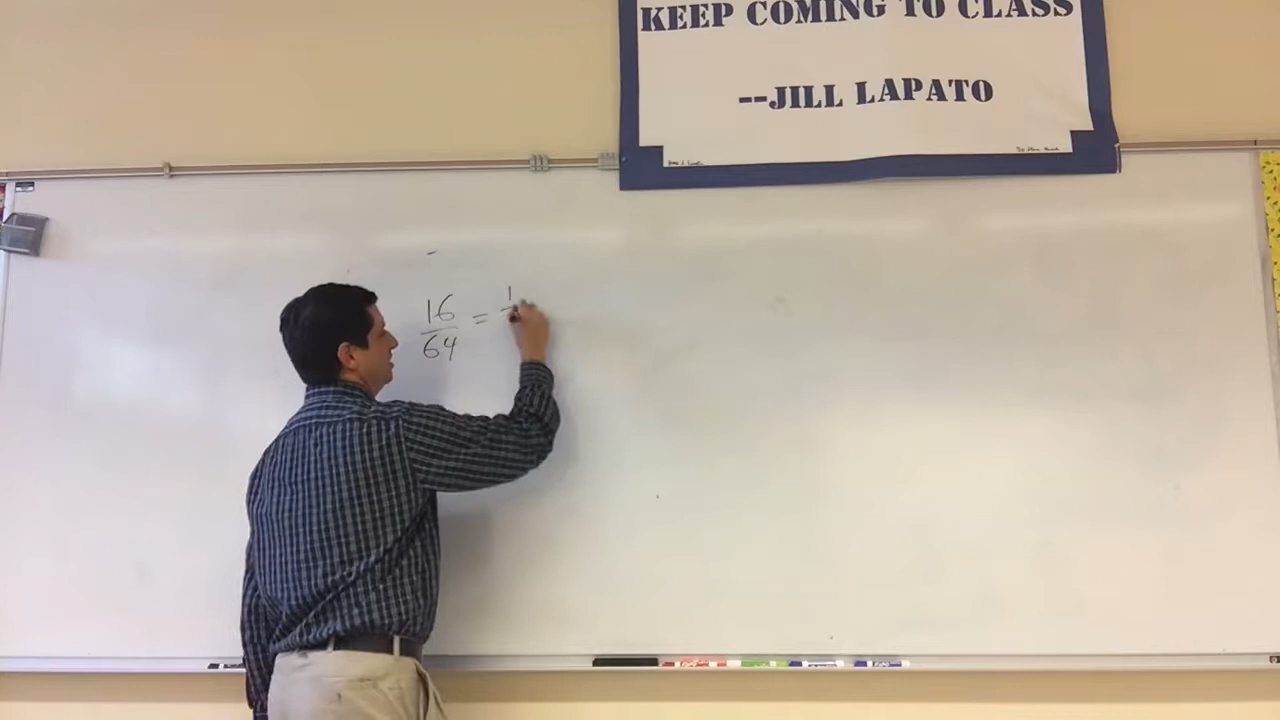 KEEP COMING TO CLASS
--JILL LAPATO
16
64
=
1